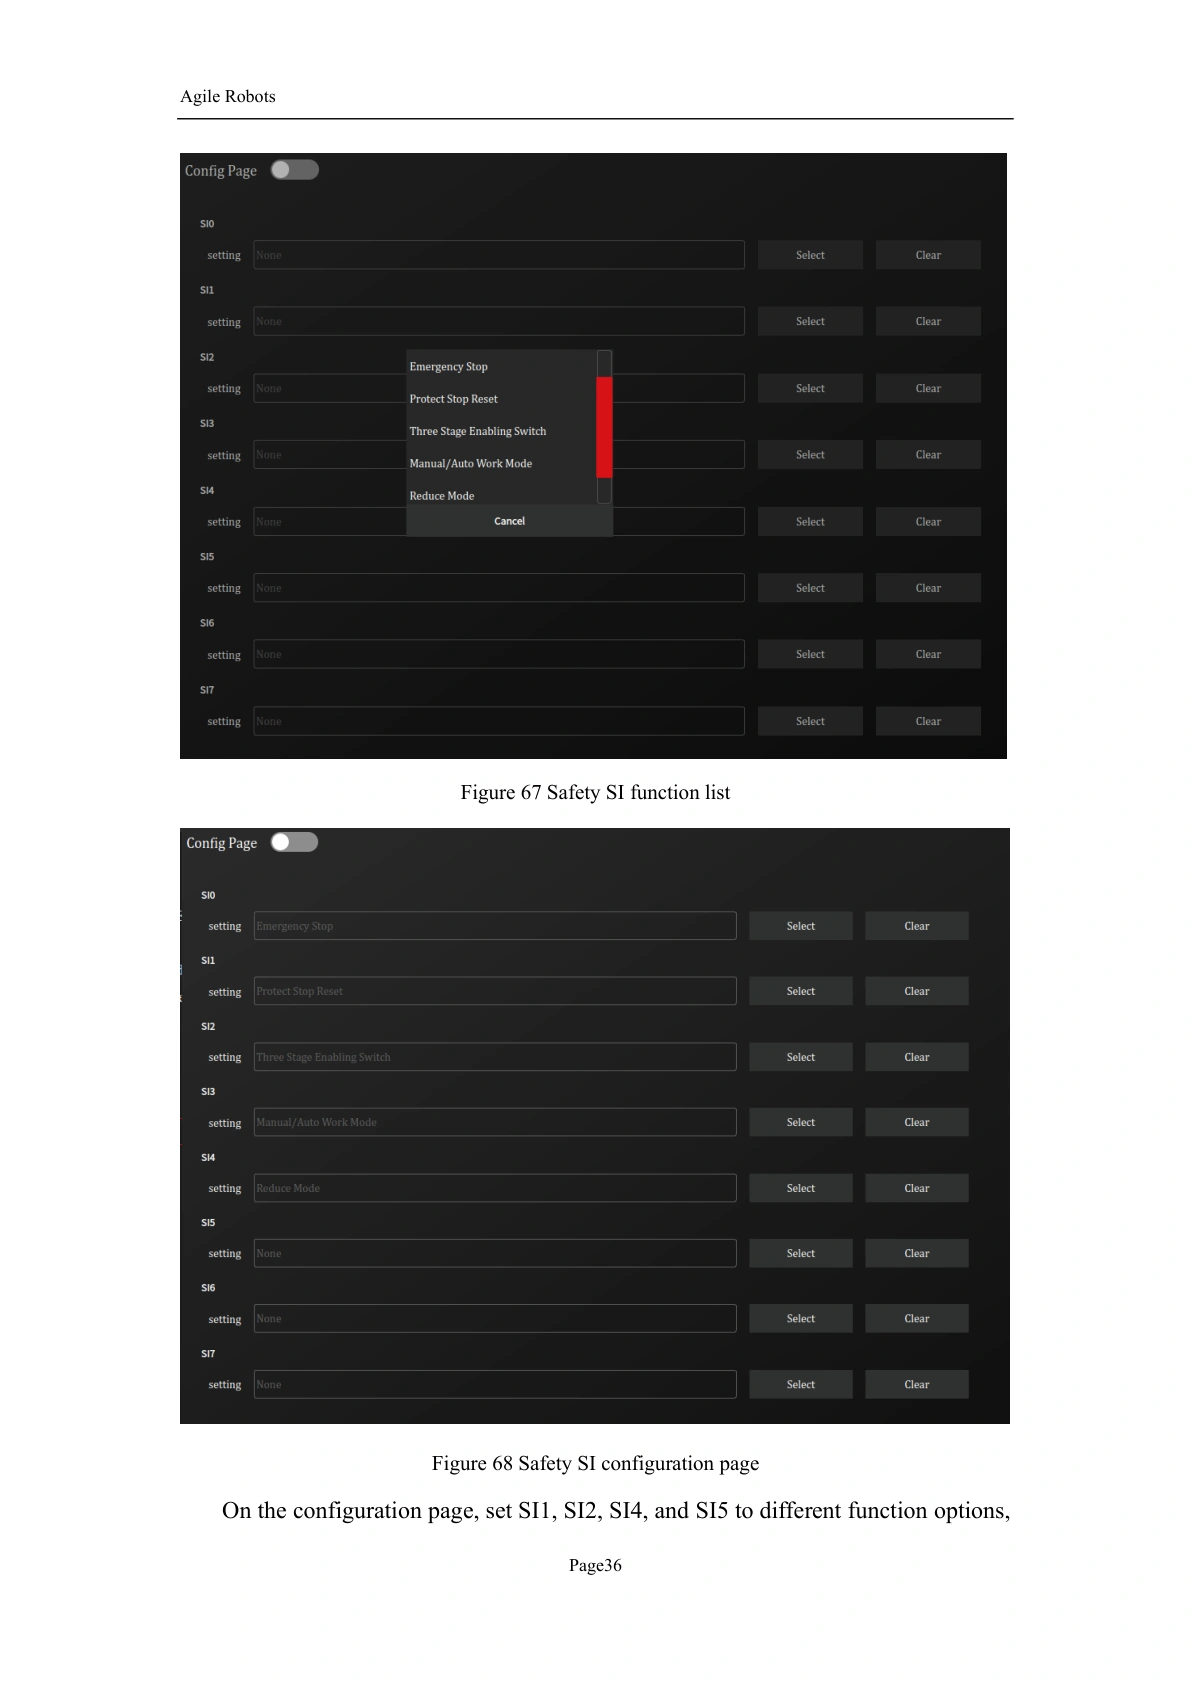 Agile Robots
Config Page
SI0
setting None Select Clear
SI1
setting None Select Clear
SI2
setting None Select Clear
SI3
setting None Select Clear
SI4
setting None Select Clear
SI5
setting None Select Clear
SI6
setting None Select Clear
SI7
setting None Select Clear
Emergency Stop
Protect Stop Reset
Three Stage Enabling Switch
Manual/Auto Work Mode
Reduce Mode
Cancel
Figure 67 Safety SI function list
Config Page
SI0
setting Emergency Stop Select Clear
SI1
setting Protect Stop Reset Select Clear
SI2
setting Three Stage Enabling Switch Select Clear
SI3
setting Manual/Auto Work Mode Select Clear
SI4
setting Reduce Mode Select Clear
SI5
setting None Select Clear
SI6
setting None Select Clear
SI7
setting None Select Clear
Figure 68 Safety SI configuration page
On the configuration page, set SI1, SI2, SI4, and SI5 to different function options,
Page36